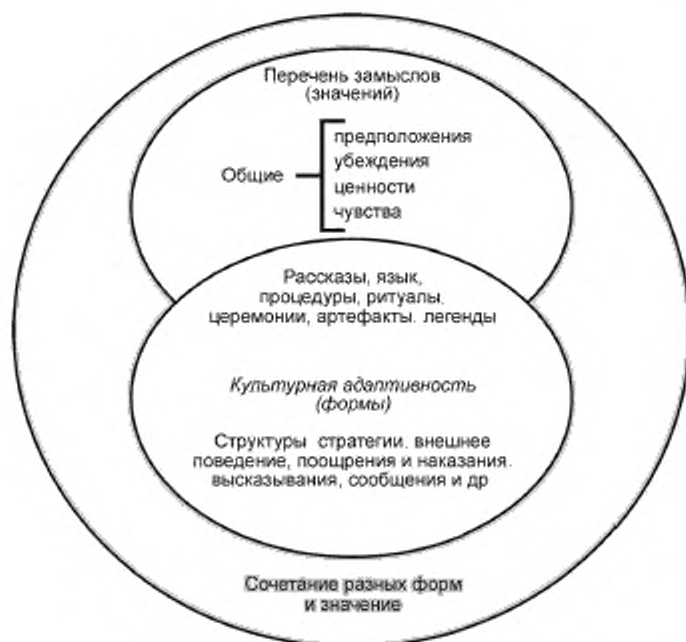 Перечень замыслов
(значений)
Общие
предположения
убеждения
ценности
чувства
Рассказы, язык,
процедуры, ритуалы.
церемонии, артефакты. легенды
Культурная адаптивность
(формы)
Структуры стратегии. внешнее
поведение, поощрения и наказания.
высказывания, сообщения и др
Сочетание разных форм
и значение